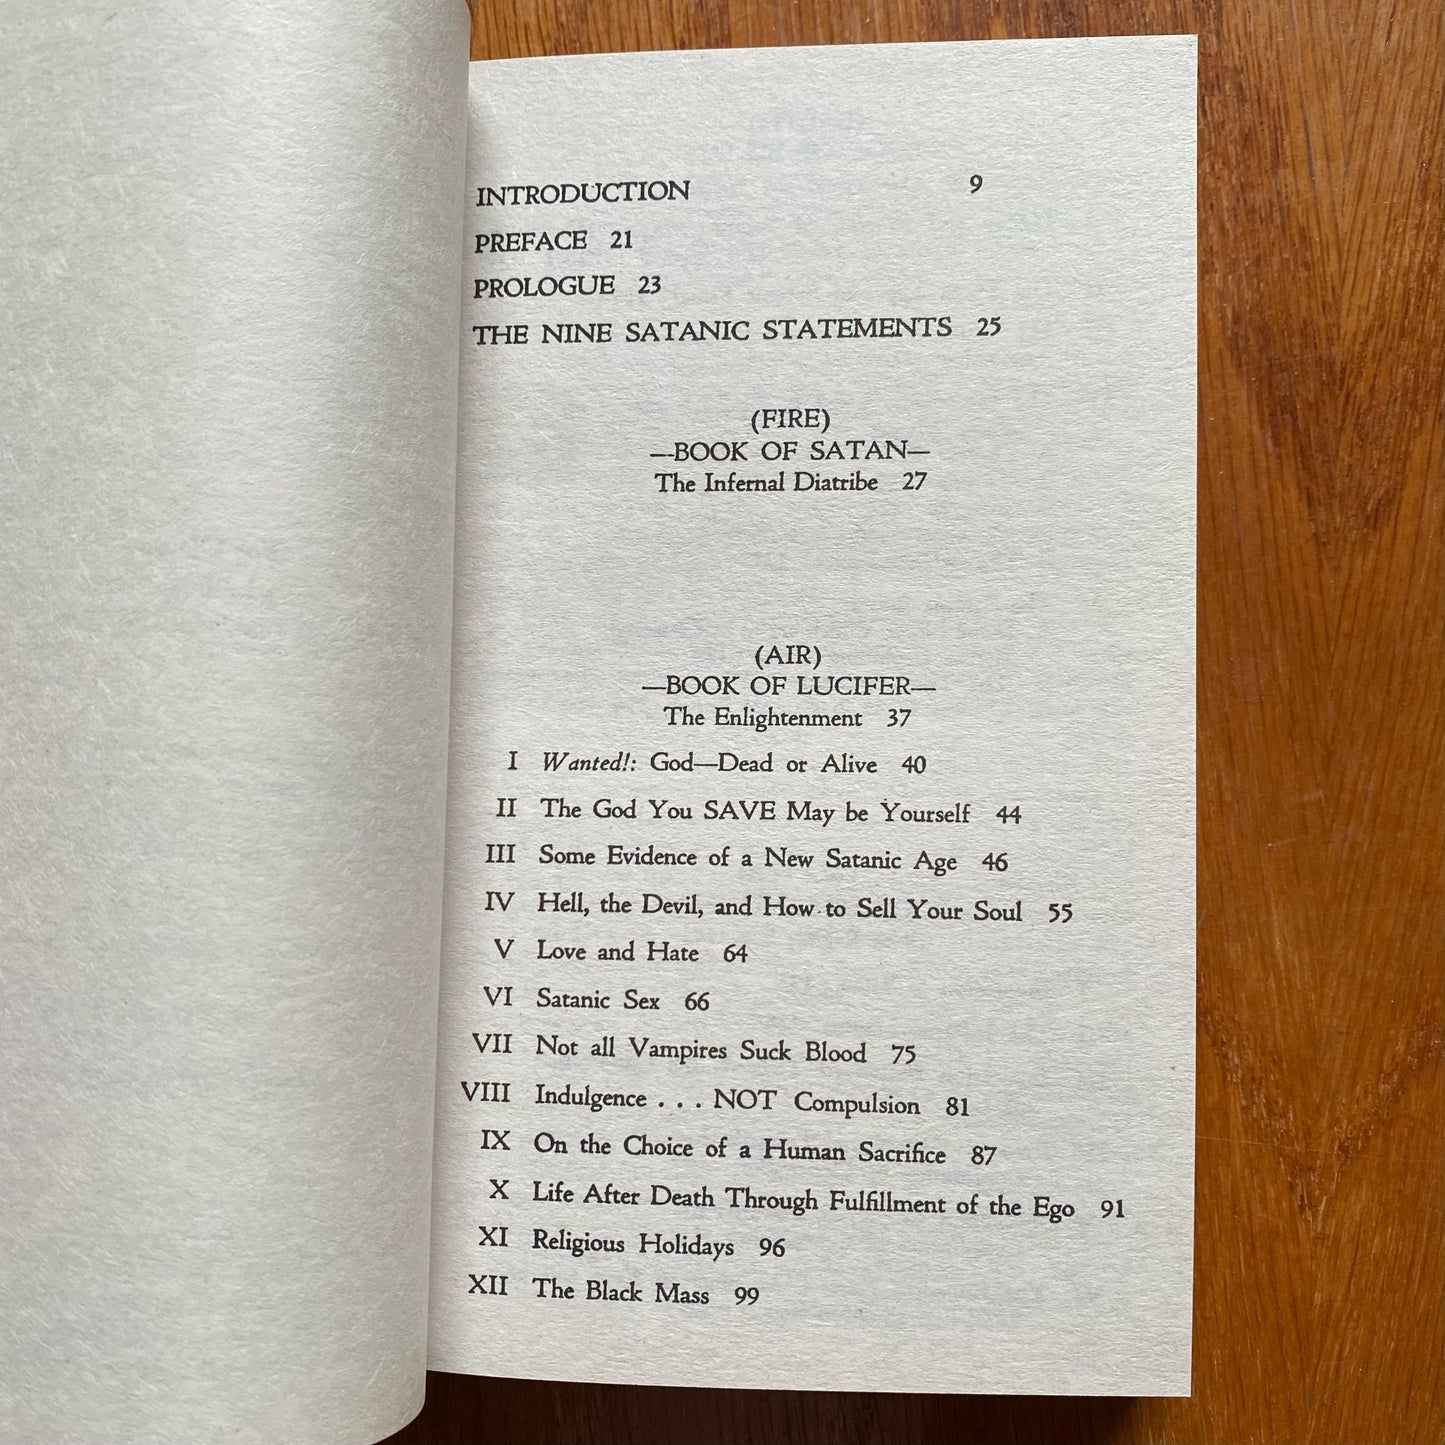 INTRODUCTION 9
PREFACE 21
PROLOGUE 23
THE NINE SATANIC STATEMENTS 25
(FIRE)
—BOOK OF SATAN—
The Infernal Diatribe 27
(AIR)
—BOOK OF LUCIFER—
The Enlightenment 37
I Wanted!: God—Dead or Alive 40
II The God You SAVE May be Yourself 44
III Some Evidence of a New Satanic Age 46
IV Hell, the Devil, and How to Sell Your Soul 55
V Love and Hate 64
VI Satanic Sex 66
VII Not all Vampires Suck Blood 75
VIII Indulgence . . . NOT Compulsion 81
IX On the Choice of a Human Sacrifice 87
X Life After Death Through Fulfillment of the Ego 91
XI Religious Holidays 96
XII The Black Mass 99